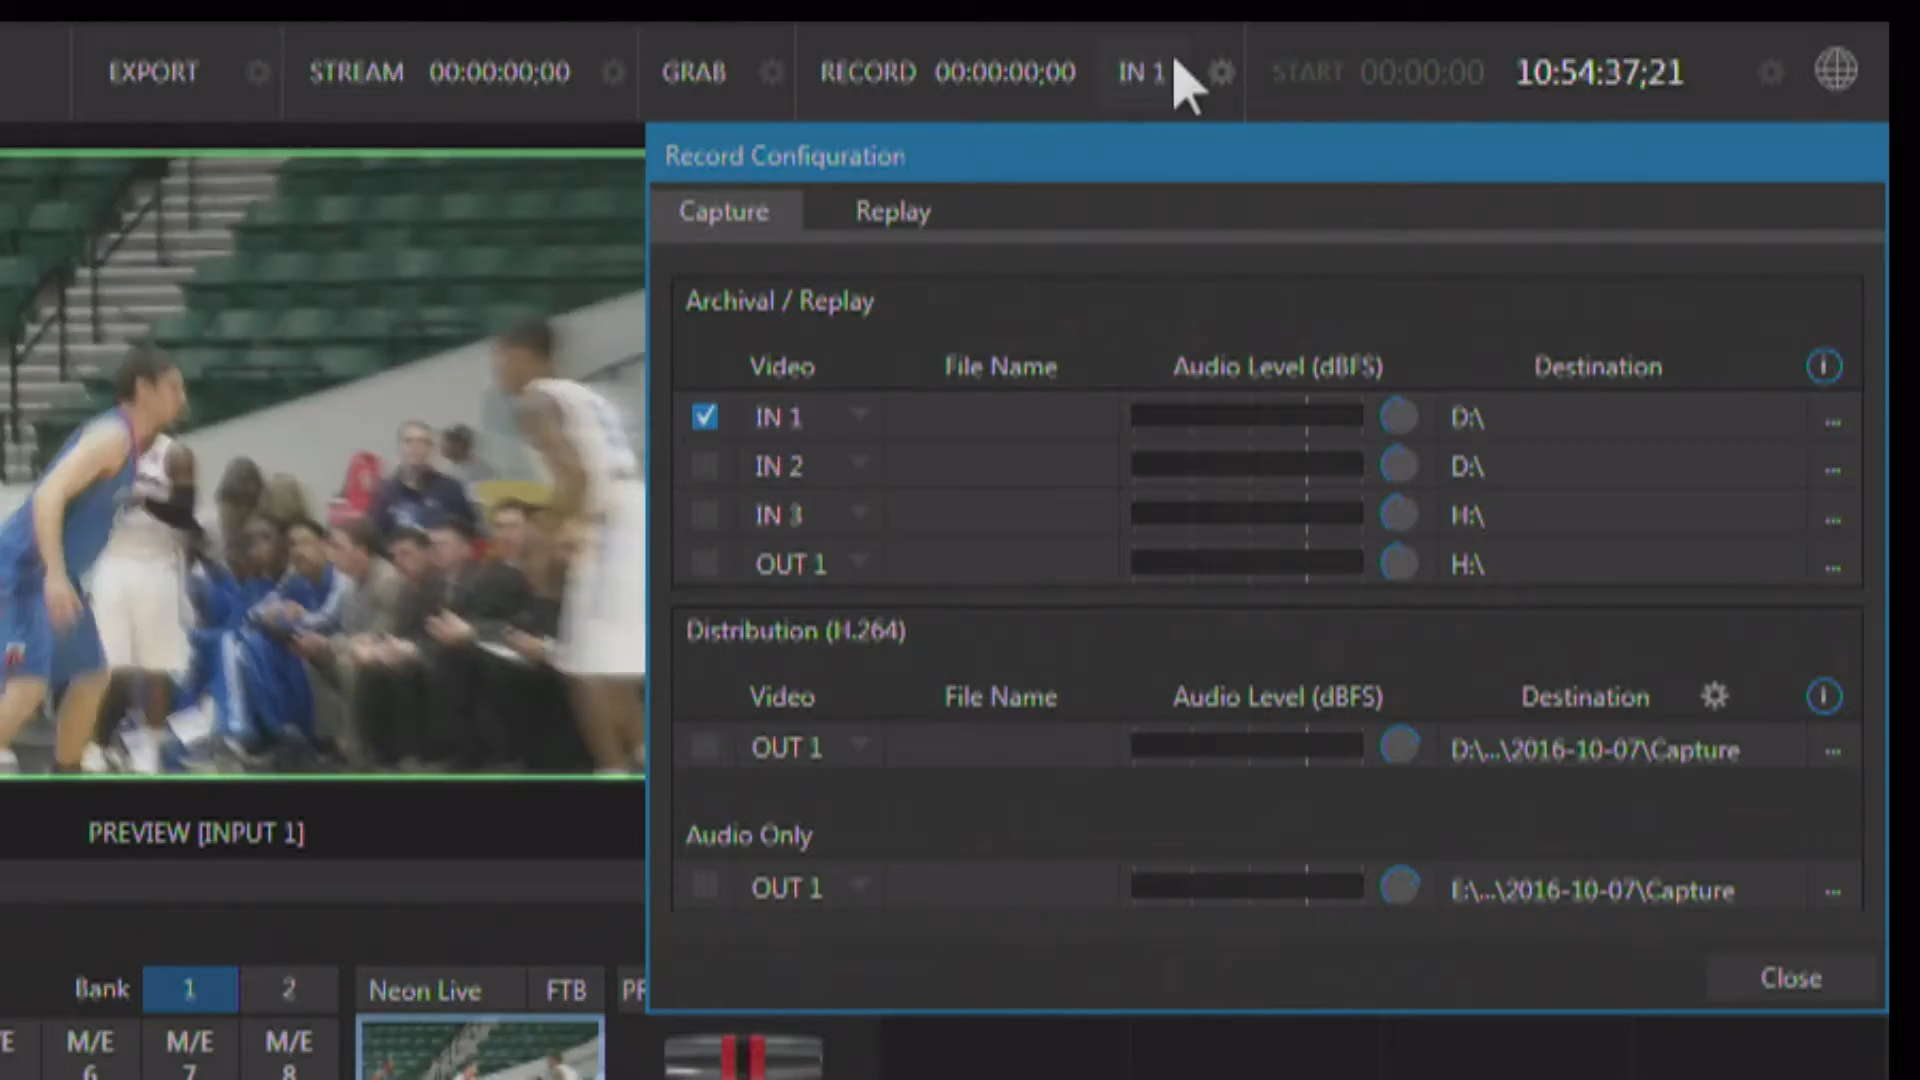 EXPORT STREAM 00:00:00;00 GRAB RECORD 00:00:00;00 IN 1 START 00:00:00 10:54:37;21
Record Configuration
Capture Replay
Archival / Replay
Video File Name Audio Level (dBFS) Destination i
IN 1 D:\ ...
IN 2 D:\ ...
IN 3 H:\ ...
OUT 1 H:\ ...
Distribution (H.264)
Video File Name Audio Level (dBFS) Destination i
OUT 1 D:\...\2016-10-07\Capture ...
Audio Only
OUT 1 E:\...\2016-10-07\Capture ...
Close
PREVIEW [INPUT 1]
Bank 1 2 Neon Live FTB
M/E M/E M/E
6 7 8